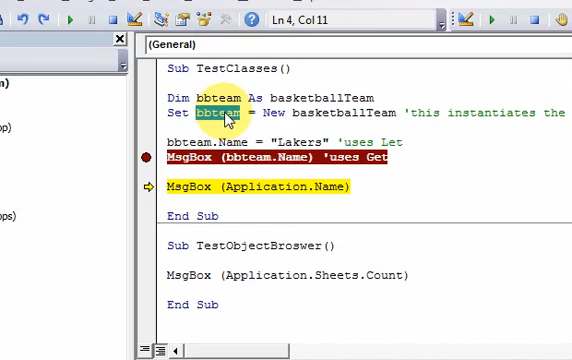 Ln 4, Col 11
(General)
m)
Sub TestClasses()
Dim bbteam As basketballTeam
Set bbteam = New basketballTeam 'this instantiates the
op)
bbteam.Name = "Lakers" 'uses Let
MsgBox (bbteam.Name) 'uses Get
MsgBox (Application.Name)
ops)
End Sub
Sub TestObjectBroswer()
MsgBox (Application.Sheets.Count)
End Sub